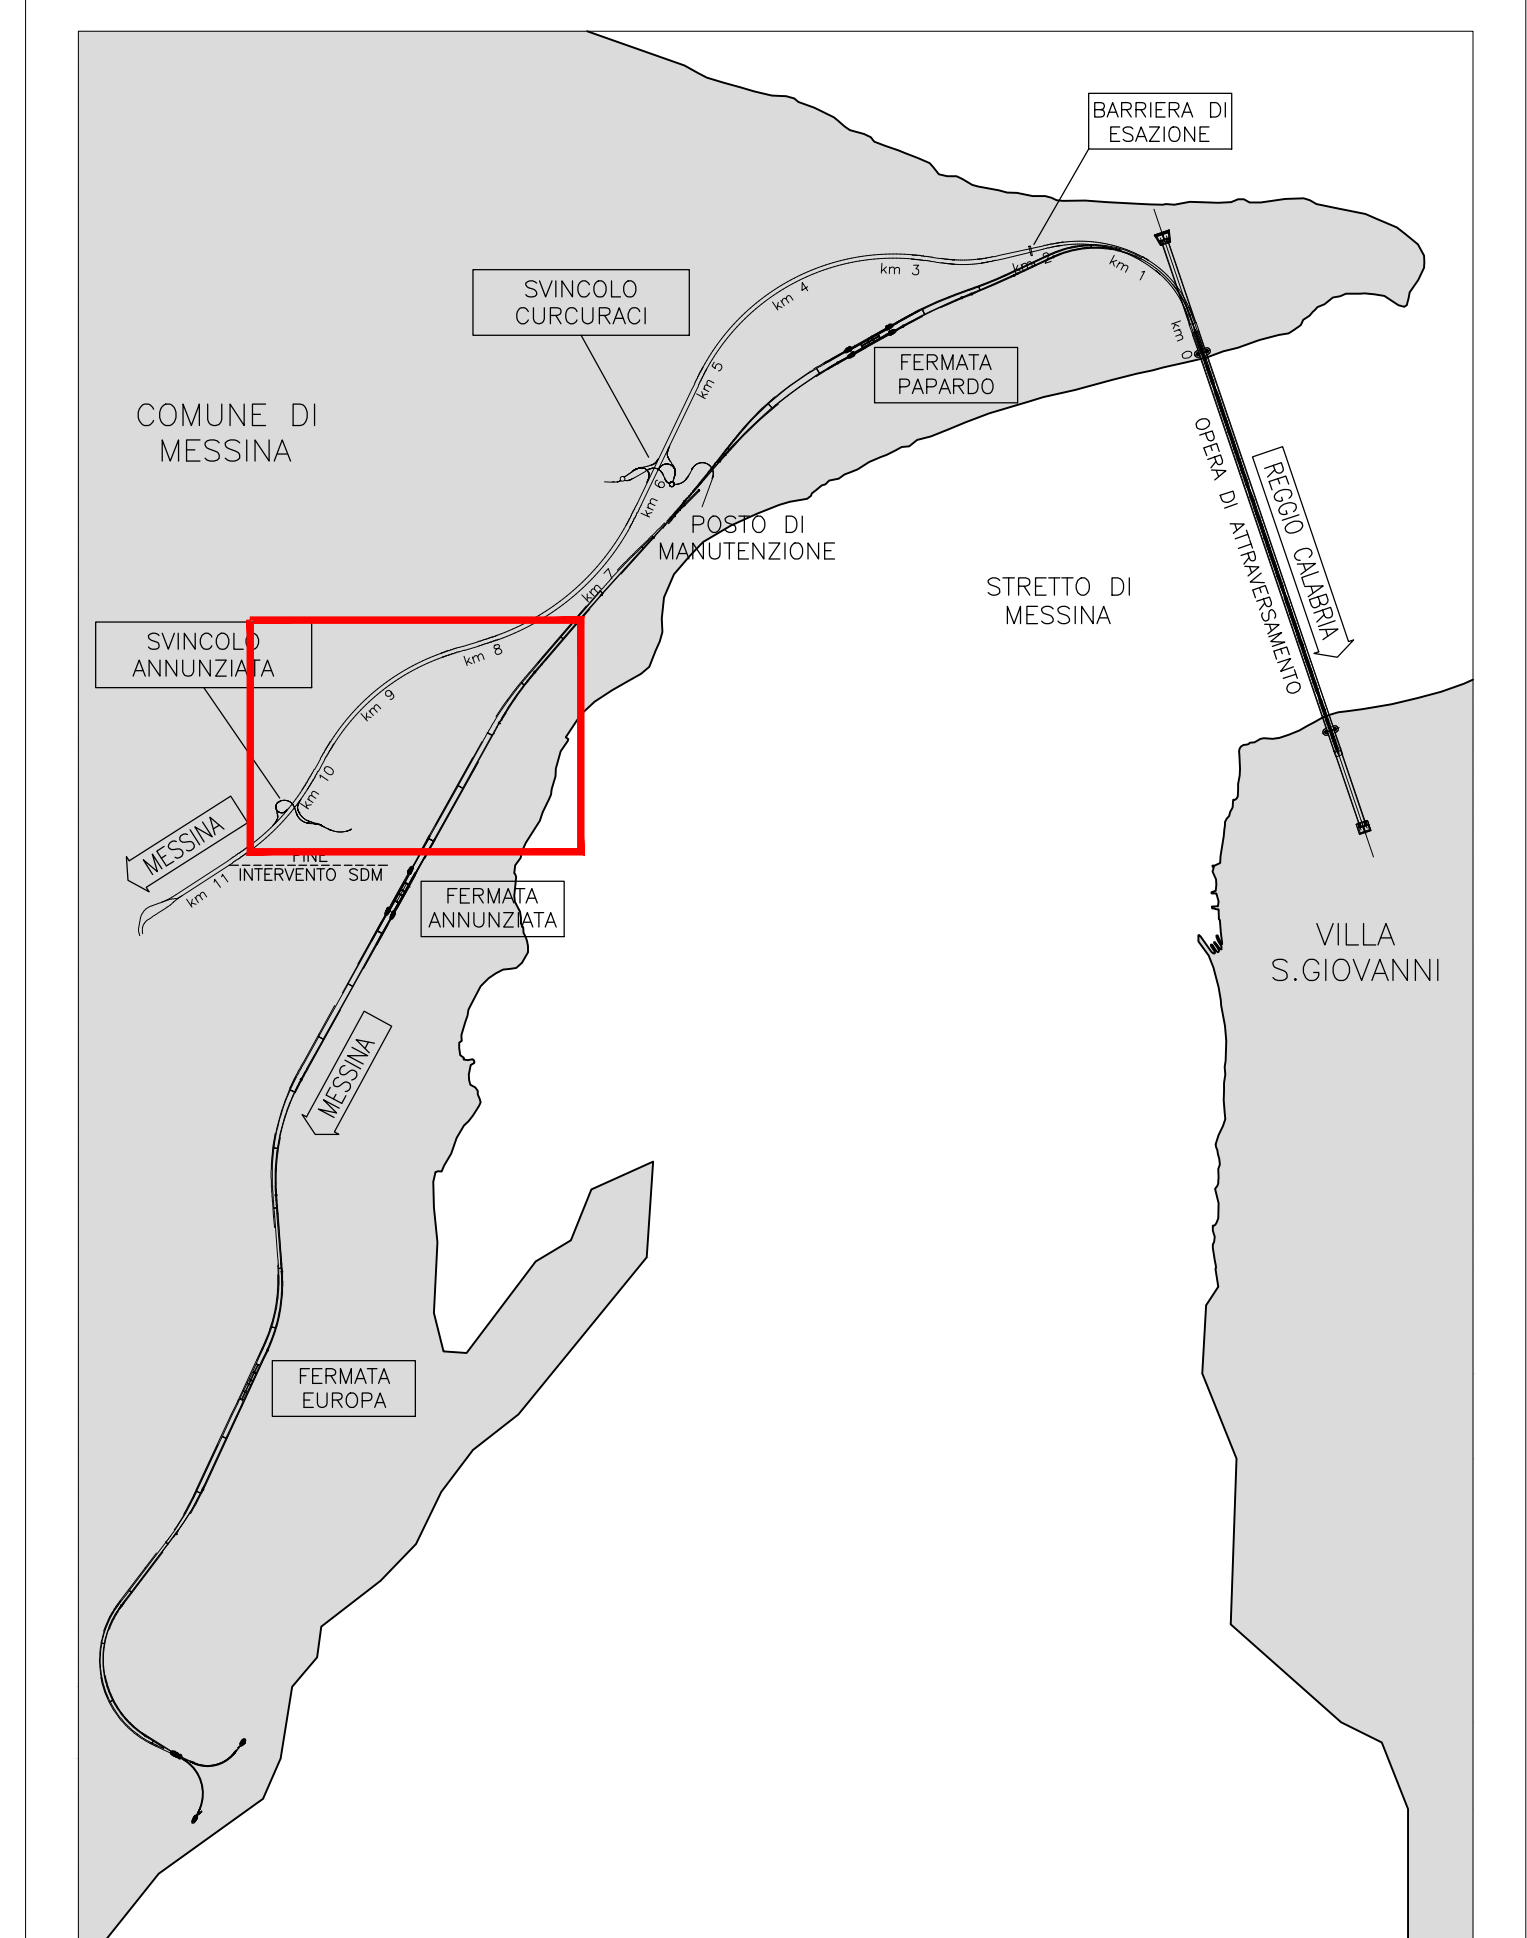 BARRIERA DI
ESAZIONE
km 3
km 2
km 1
km 4
km 0
SVINCOLO
CURCURACI
km 5
FERMATA
PAPARDO
COMUNE DI
MESSINA
km 6
OPERA DI ATTRAVERSAMENTO
REGGIO CALABRIA
POSTO DI
MANUTENZIONE
STRETTO DI
MESSINA
km 7
SVINCOLO
ANNUNZIATA
km 8
km 9
km 10
MESSINA
FINE
INTERVENTO SDM
km 11
FERMATA
ANNUNZIATA
VILLA
S.GIOVANNI
MESSINA
FERMATA
EUROPA